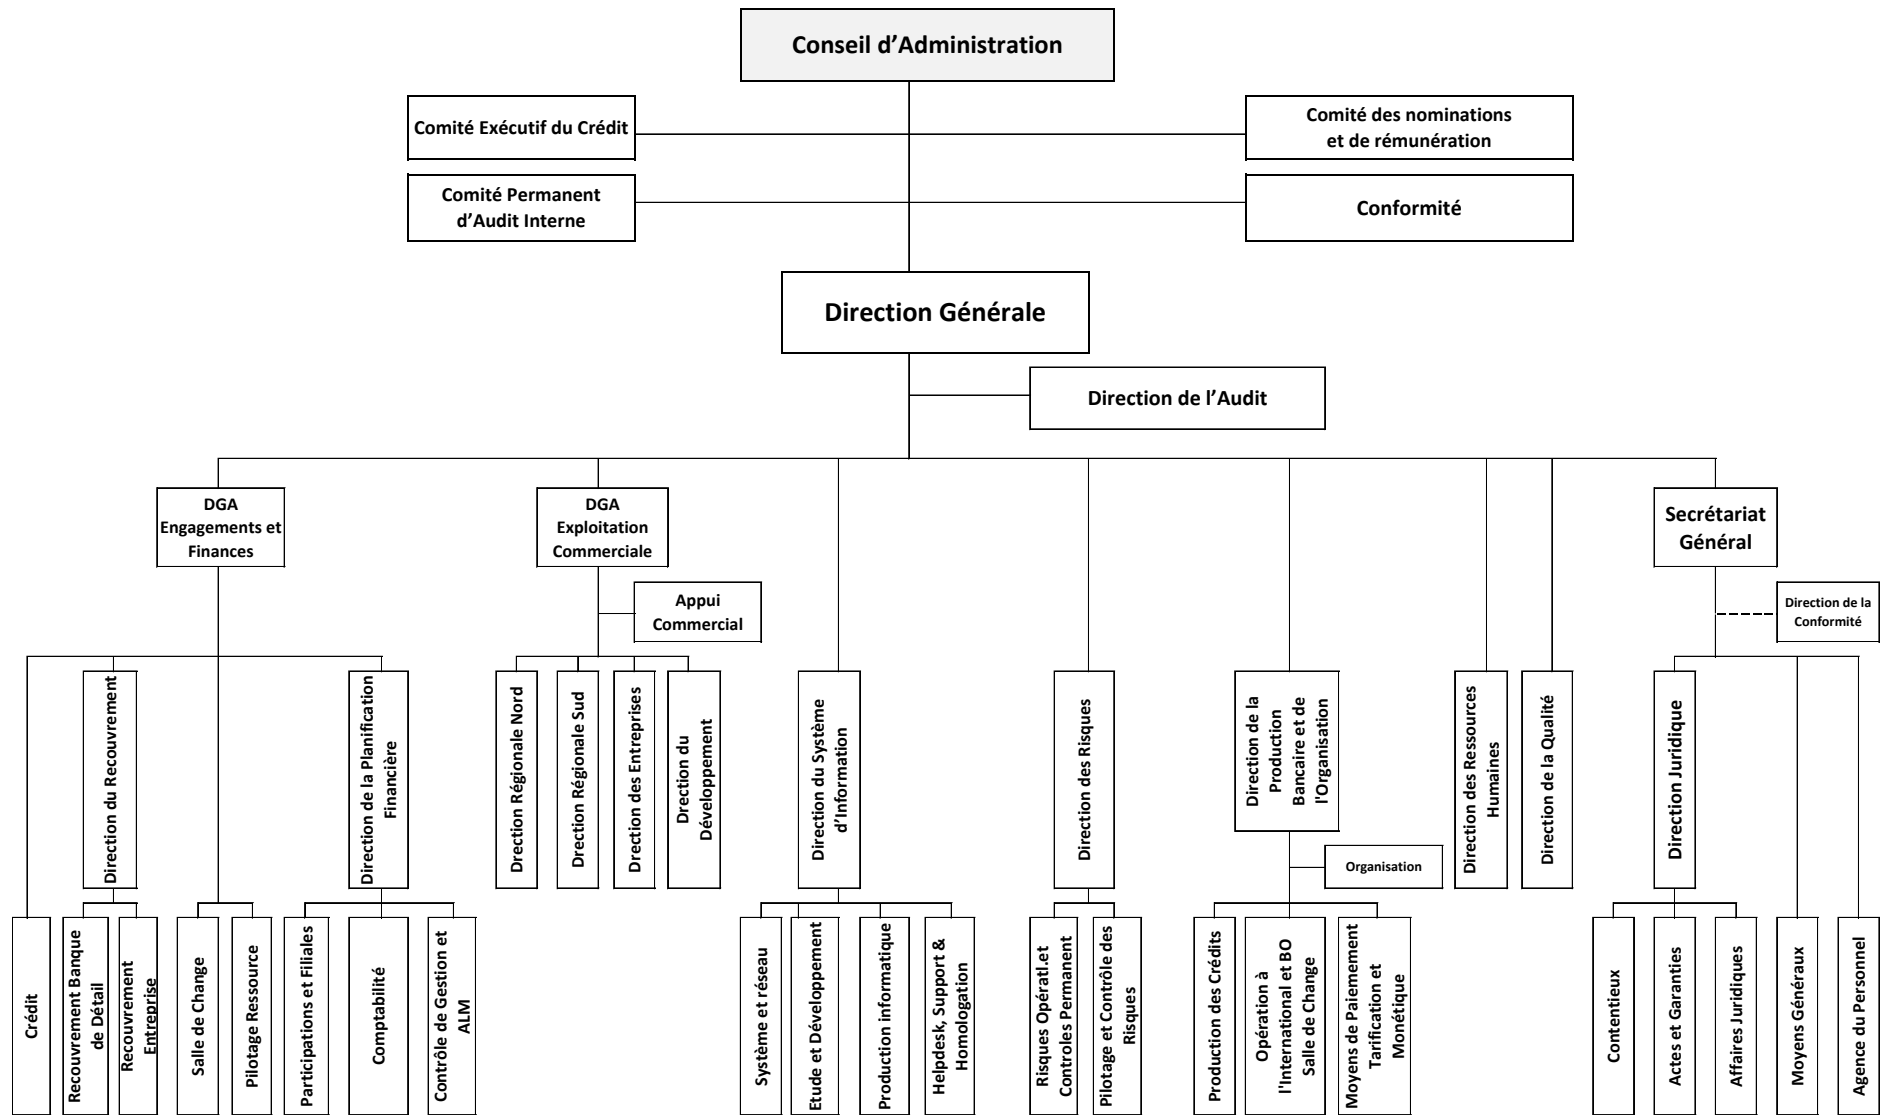 Conseil d’Administration
Comité Exécutif du Crédit
Comité des nominations
et de rémunération
Comité Permanent
d’Audit Interne
Conformité
Direction Générale
Direction de l’Audit
DGA
Engagements et
Finances
DGA
Exploitation
Commerciale
Secrétariat
Général
Appui
Commercial
Direction de la
Conformité
Direction du Recouvrement
Direction de la Planification
Financière
Drection Régionale Nord
Drection Régionale Sud
Drection des Entreprises
Drection du
Développement
Direction du Système
d’Information
Direction des Risques
Direction de la
Production
Bancaire et de
l'Organisation
Direction des Ressources
Humaines
Direction de la Qualité
Direction Juridique
Organisation
Crédit
Recouvrement Banque
de Détail
Recouvrement
Entreprise
Salle de Change
Pilotage Ressource
Participations et Filiales
Comptabilité
Contrôle de Gestion et
ALM
Système et réseau
Etude et Développement
Production informatique
Helpdesk, Support &
Homologation
Risques Opératl.et
Controles Permanent
Pilotage et Contrôle des
Risques
Production des Crédits
Opération à
l'International et BO
Salle de Change
Moyens de Paiement
Tarification et
Monétique
Contentieux
Actes et Garanties
Affaires Juridiques
Moyens Généraux
Agence du Personnel